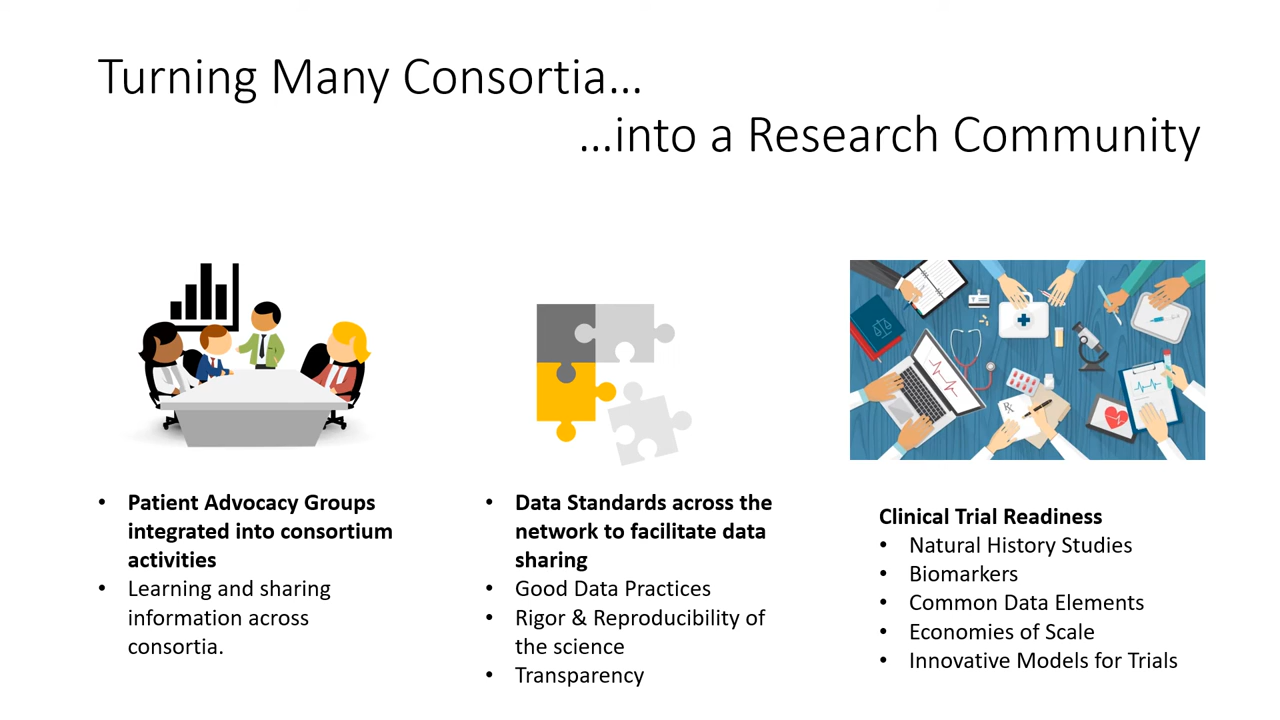 Turning Many Consortia...
...into a Research Community
• Patient Advocacy Groups
integrated into consortium
activities
• Learning and sharing
information across
consortia.
• Data Standards across the
network to facilitate data
sharing
• Good Data Practices
• Rigor & Reproducibility of
the science
• Transparency
Clinical Trial Readiness
• Natural History Studies
• Biomarkers
• Common Data Elements
• Economies of Scale
• Innovative Models for Trials